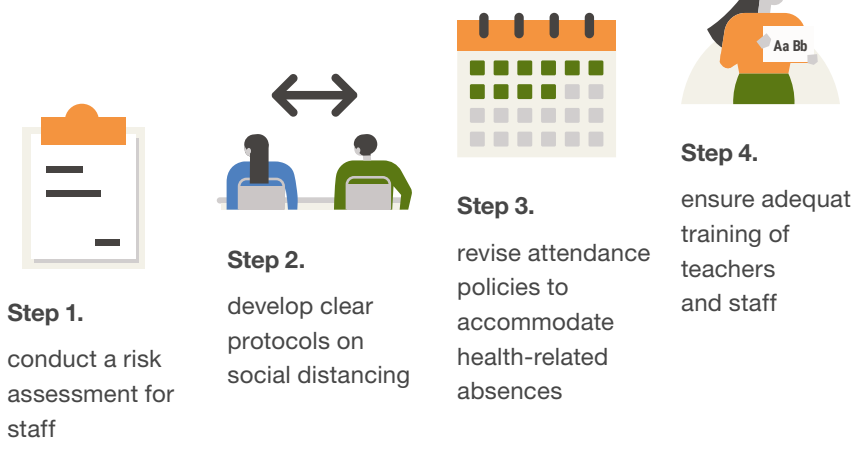 Aa Bb
Step 1.
conduct a risk
assessment for
staff
Step 2.
develop clear
protocols on
social distancing
Step 3.
revise attendance
policies to
accommodate
health-related
absences
Step 4.
ensure adequat
training of
teachers
and staff